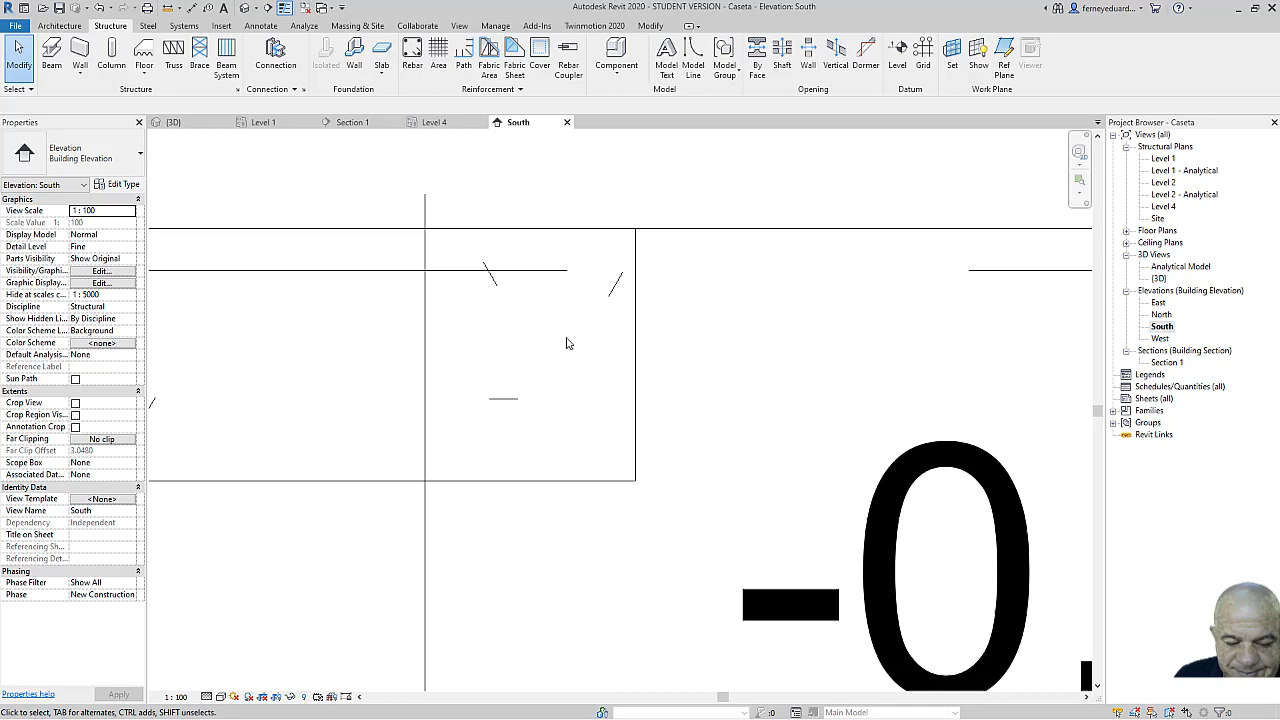 Autodesk Revit 2020 - STUDENT VERSION - Caseta - Elevation: South
ferneyeduard...
File Architecture Structure Steel Systems Insert Annotate Analyze Massing & Site Collaborate View Manage Add-Ins Twinmotion 2020 Modify
Modify Beam Wall Column Floor Truss Brace Beam System Connection Isolated Wall Slab Rebar Area Path Fabric Area Fabric Sheet Cover Rebar Coupler Component Model Text Model Line Model Group By Face Shaft Wall Vertical Dormer Level Grid Set Show Ref Plane Viewer
Select Structure Connection Foundation Reinforcement Model Opening Datum Work Plane
Properties
{3D} Level 1 Section 1 Level 4 South
Project Browser - Caseta
Elevation
Building Elevation
Elevation: South Edit Type
Graphics
View Scale 1 : 100
Scale Value 1: 100
Display Model Normal
Detail Level Fine
Parts Visibility Show Original
Visibility/Graphi... Edit...
Graphic Display... Edit...
Hide at scales c... 1 : 5000
Discipline Structural
Show Hidden Li... By Discipline
Color Scheme L... Background
Color Scheme <none>
Default Analysis... None
Reference Label
Sun Path
Extents
Crop View
Crop Region Vis...
Annotation Crop
Far Clipping No clip
Far Clip Offset 3.0480
Scope Box None
Associated Dat... None
Identity Data
View Template <None>
View Name South
Dependency Independent
Title on Sheet
Referencing Sh...
Referencing Det...
Phasing
Phase Filter Show All
Phase New Construction
Properties help Apply
-0
Views (all)
Structural Plans
Level 1
Level 1 - Analytical
Level 2
Level 2 - Analytical
Level 4
Site
Floor Plans
Ceiling Plans
3D Views
Analytical Model
{3D}
Elevations (Building Elevation)
East
North
South
West
Sections (Building Section)
Section 1
Legends
Schedules/Quantities (all)
Sheets (all)
Families
Groups
Revit Links
1 : 100
Click to select, TAB for alternates, CTRL adds, SHIFT unselects.
:0
Main Model
:0